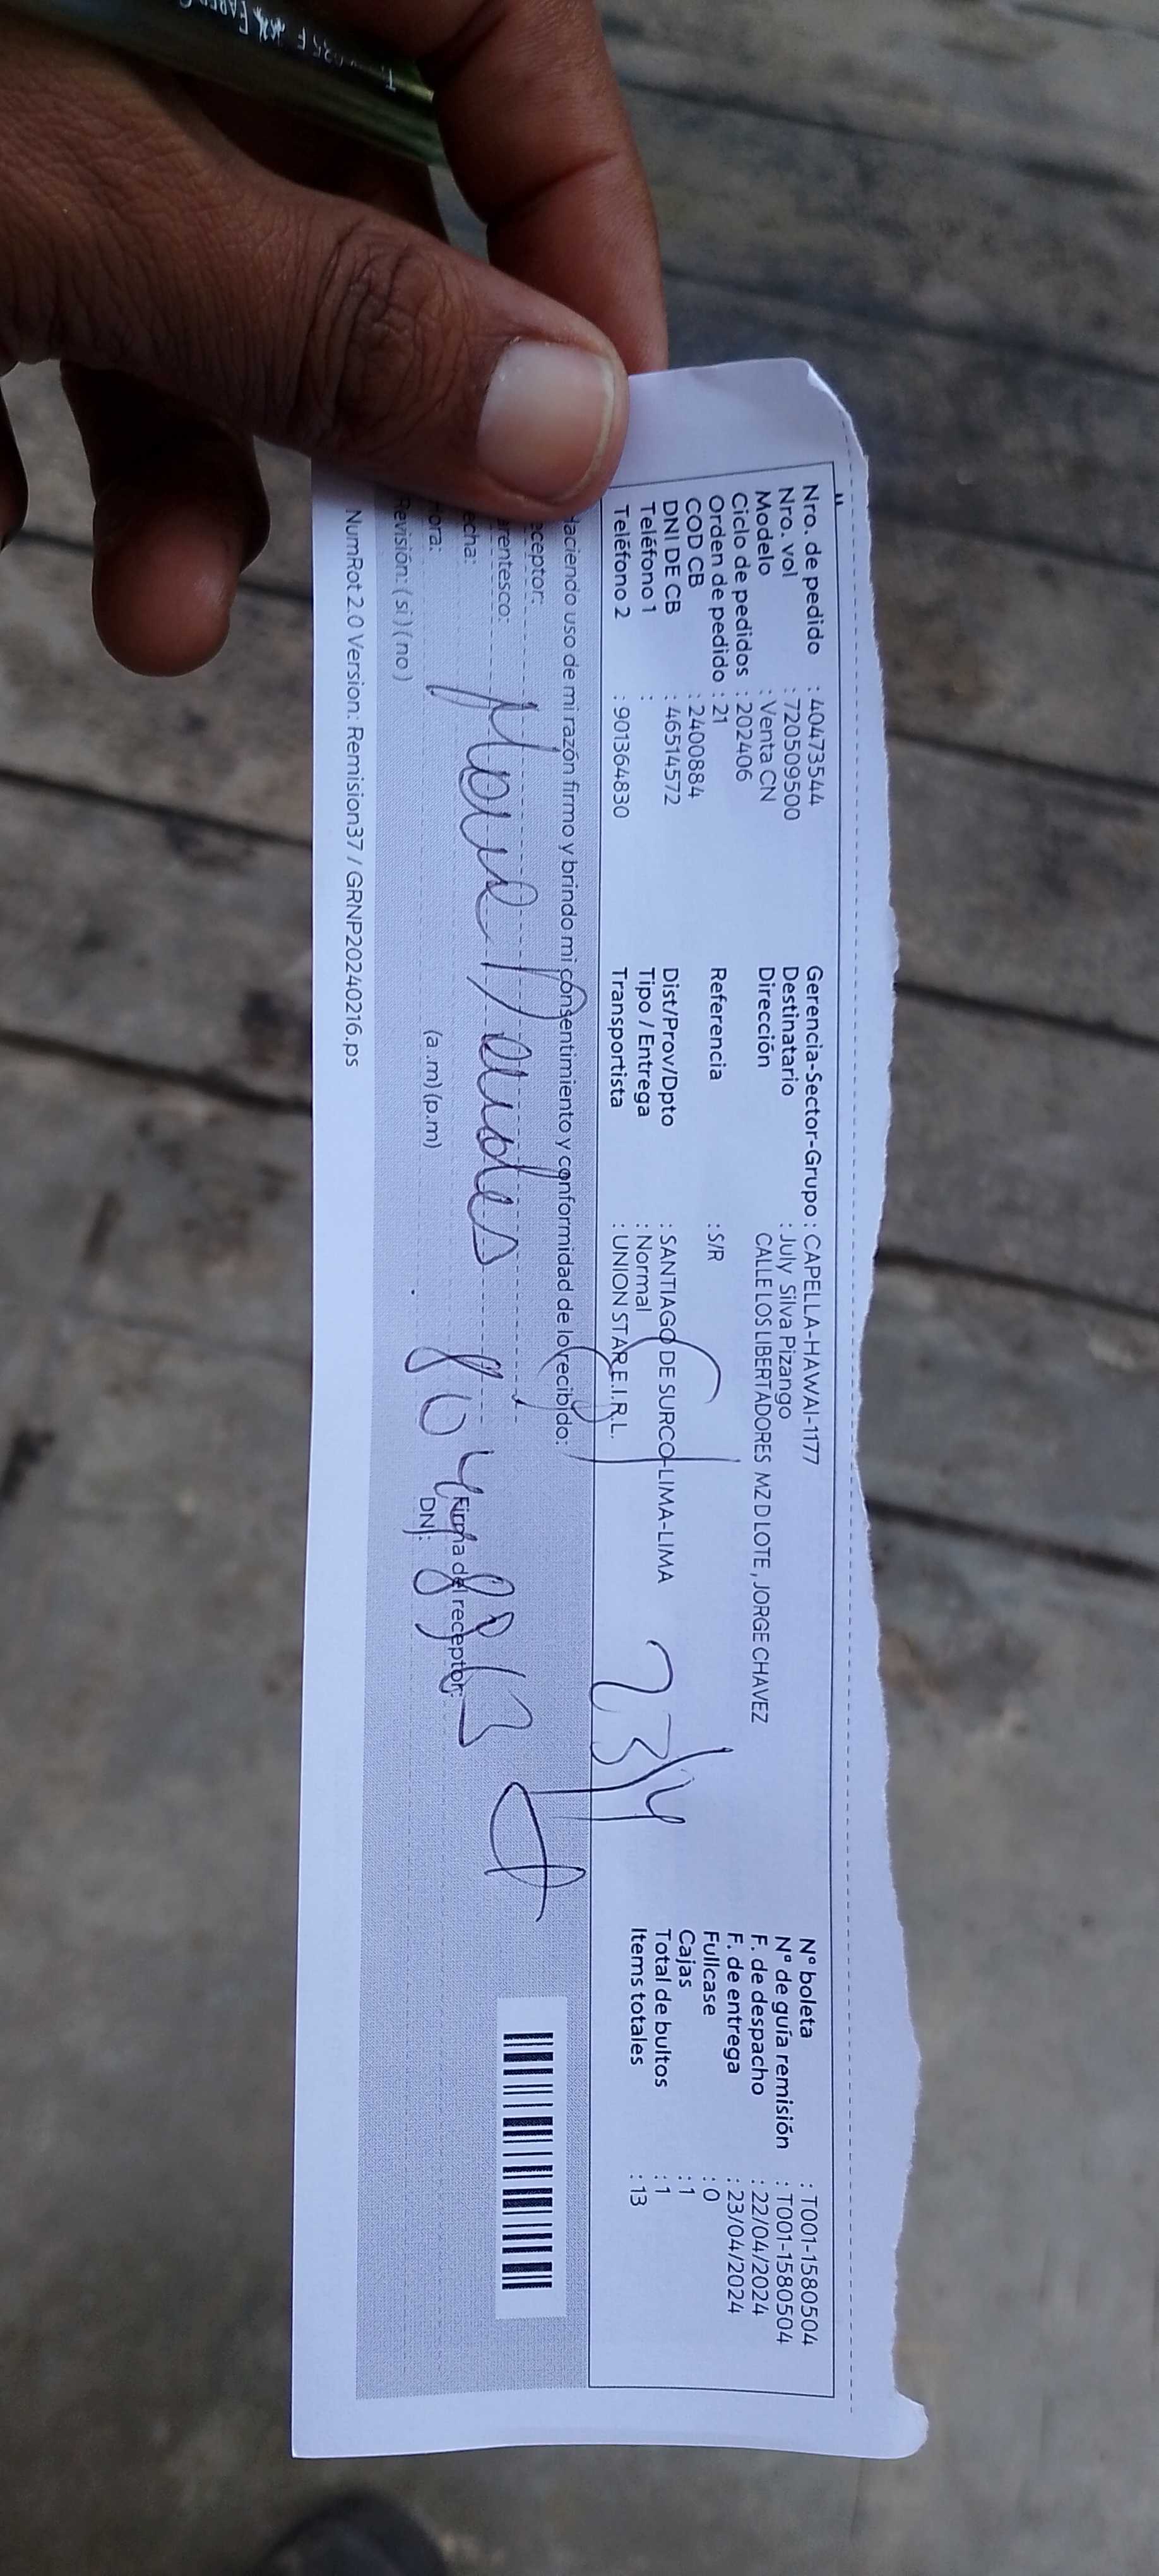 Nro. de pedido : 40473544
Nro. vol : 720509500
Modelo : Venta CN
Ciclo de pedidos : 202406
Orden de pedido : 21
COD CB : 2400884
DNI DE CB : 46514572
Teléfono 1 :
Teléfono 2 : 901364830
Gerencia-Sector-Grupo : CAPELLA-HAWAI-1177
Destinatario : July Silva Pizango
Dirección CALLE LOS LIBERTADORES MZ D LOTE , JORGE CHAVEZ
Referencia : S/R
Dist/Prov/Dpto : SANTIAGO DE SURCO-LIMA-LIMA
Tipo / Entrega : Normal
Transportista : UNION STAR E.I.R.L.
N° boleta : T001-1580504
N° de guía remisión : T001-1580504
F. de despacho : 22/04/2024
F. de entrega : 23/04/2024
Fullcase : 0
Cajas : 1
Total de bultos : 1
Items totales : 13
23/4
Haciendo uso de mi razón firmo y brindo mi consentimiento y conformidad de lo recibido:
eceptor:
arentesco:
echa:
ora: (a.m) (p.m)
Revisión: ( si ) ( no )
Firma del receptor:
DNI:
NumRot 2.0 Version: Remision37 / GRNP20240216.ps